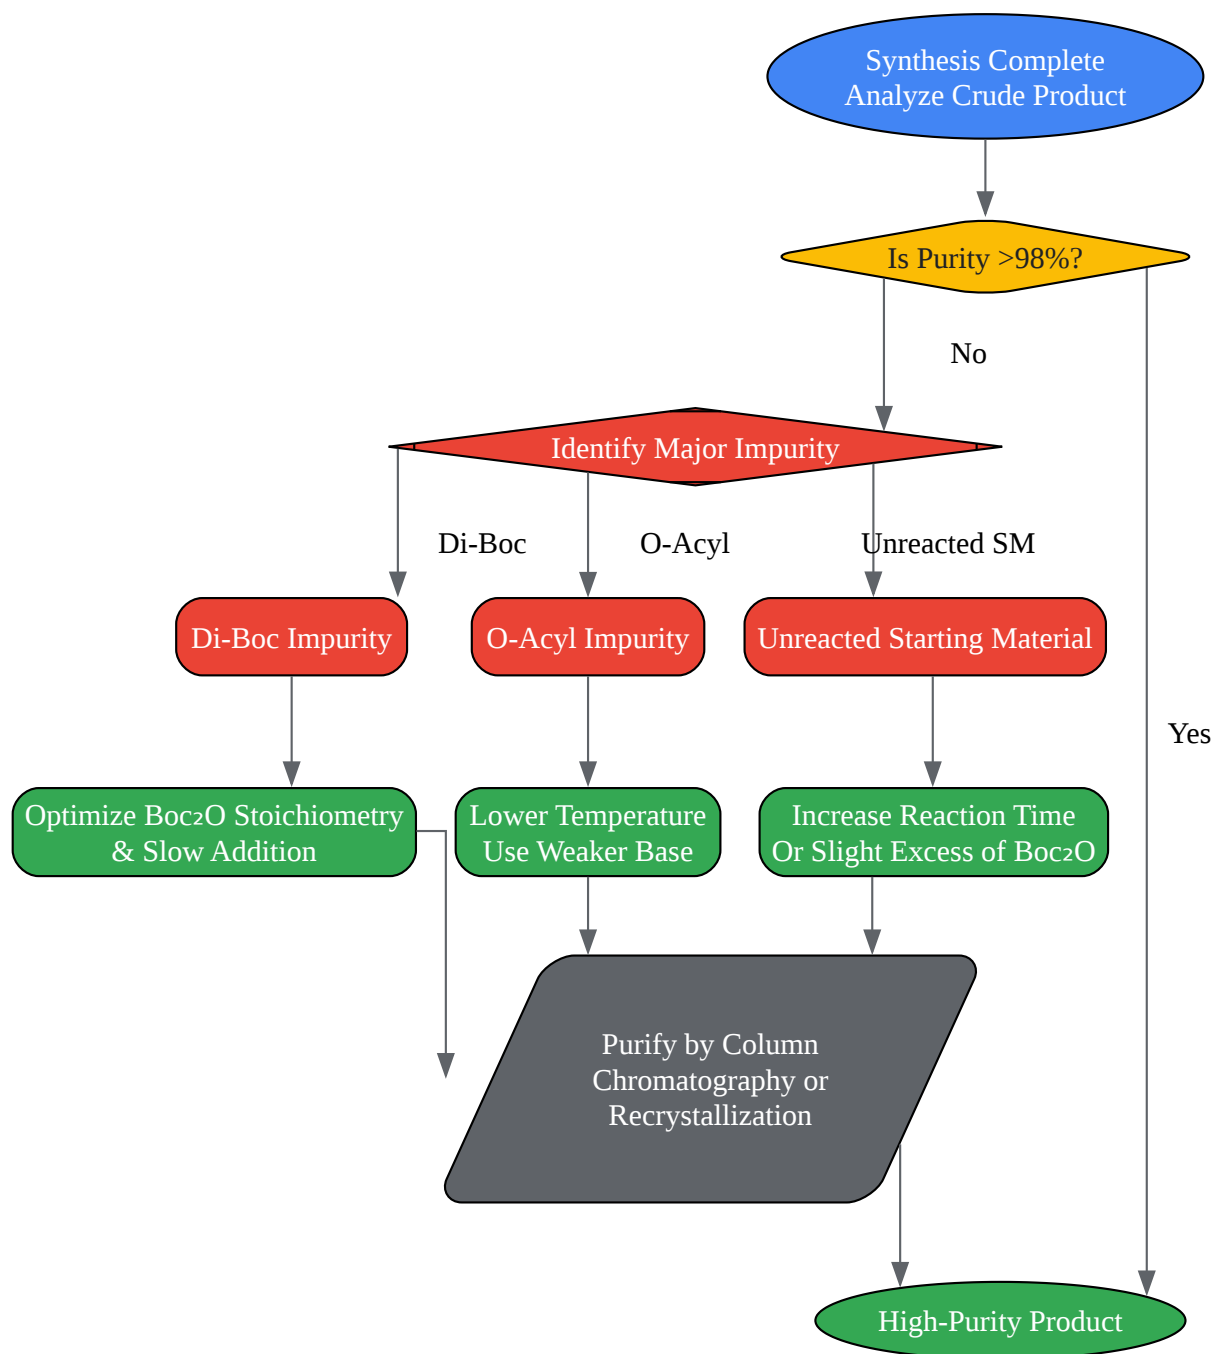 Synthesis Complete
Analyze Crude Product
Is Purity >98%?
No
Identify Major Impurity
Di-Boc
O-Acyl
Unreacted SM
Di-Boc Impurity
O-Acyl Impurity
Unreacted Starting Material
Yes
Optimize Boc₂O Stoichiometry
& Slow Addition
Lower Temperature
Use Weaker Base
Increase Reaction Time
Or Slight Excess of Boc₂O
Purify by Column
Chromatography or
Recrystallization
High-Purity Product